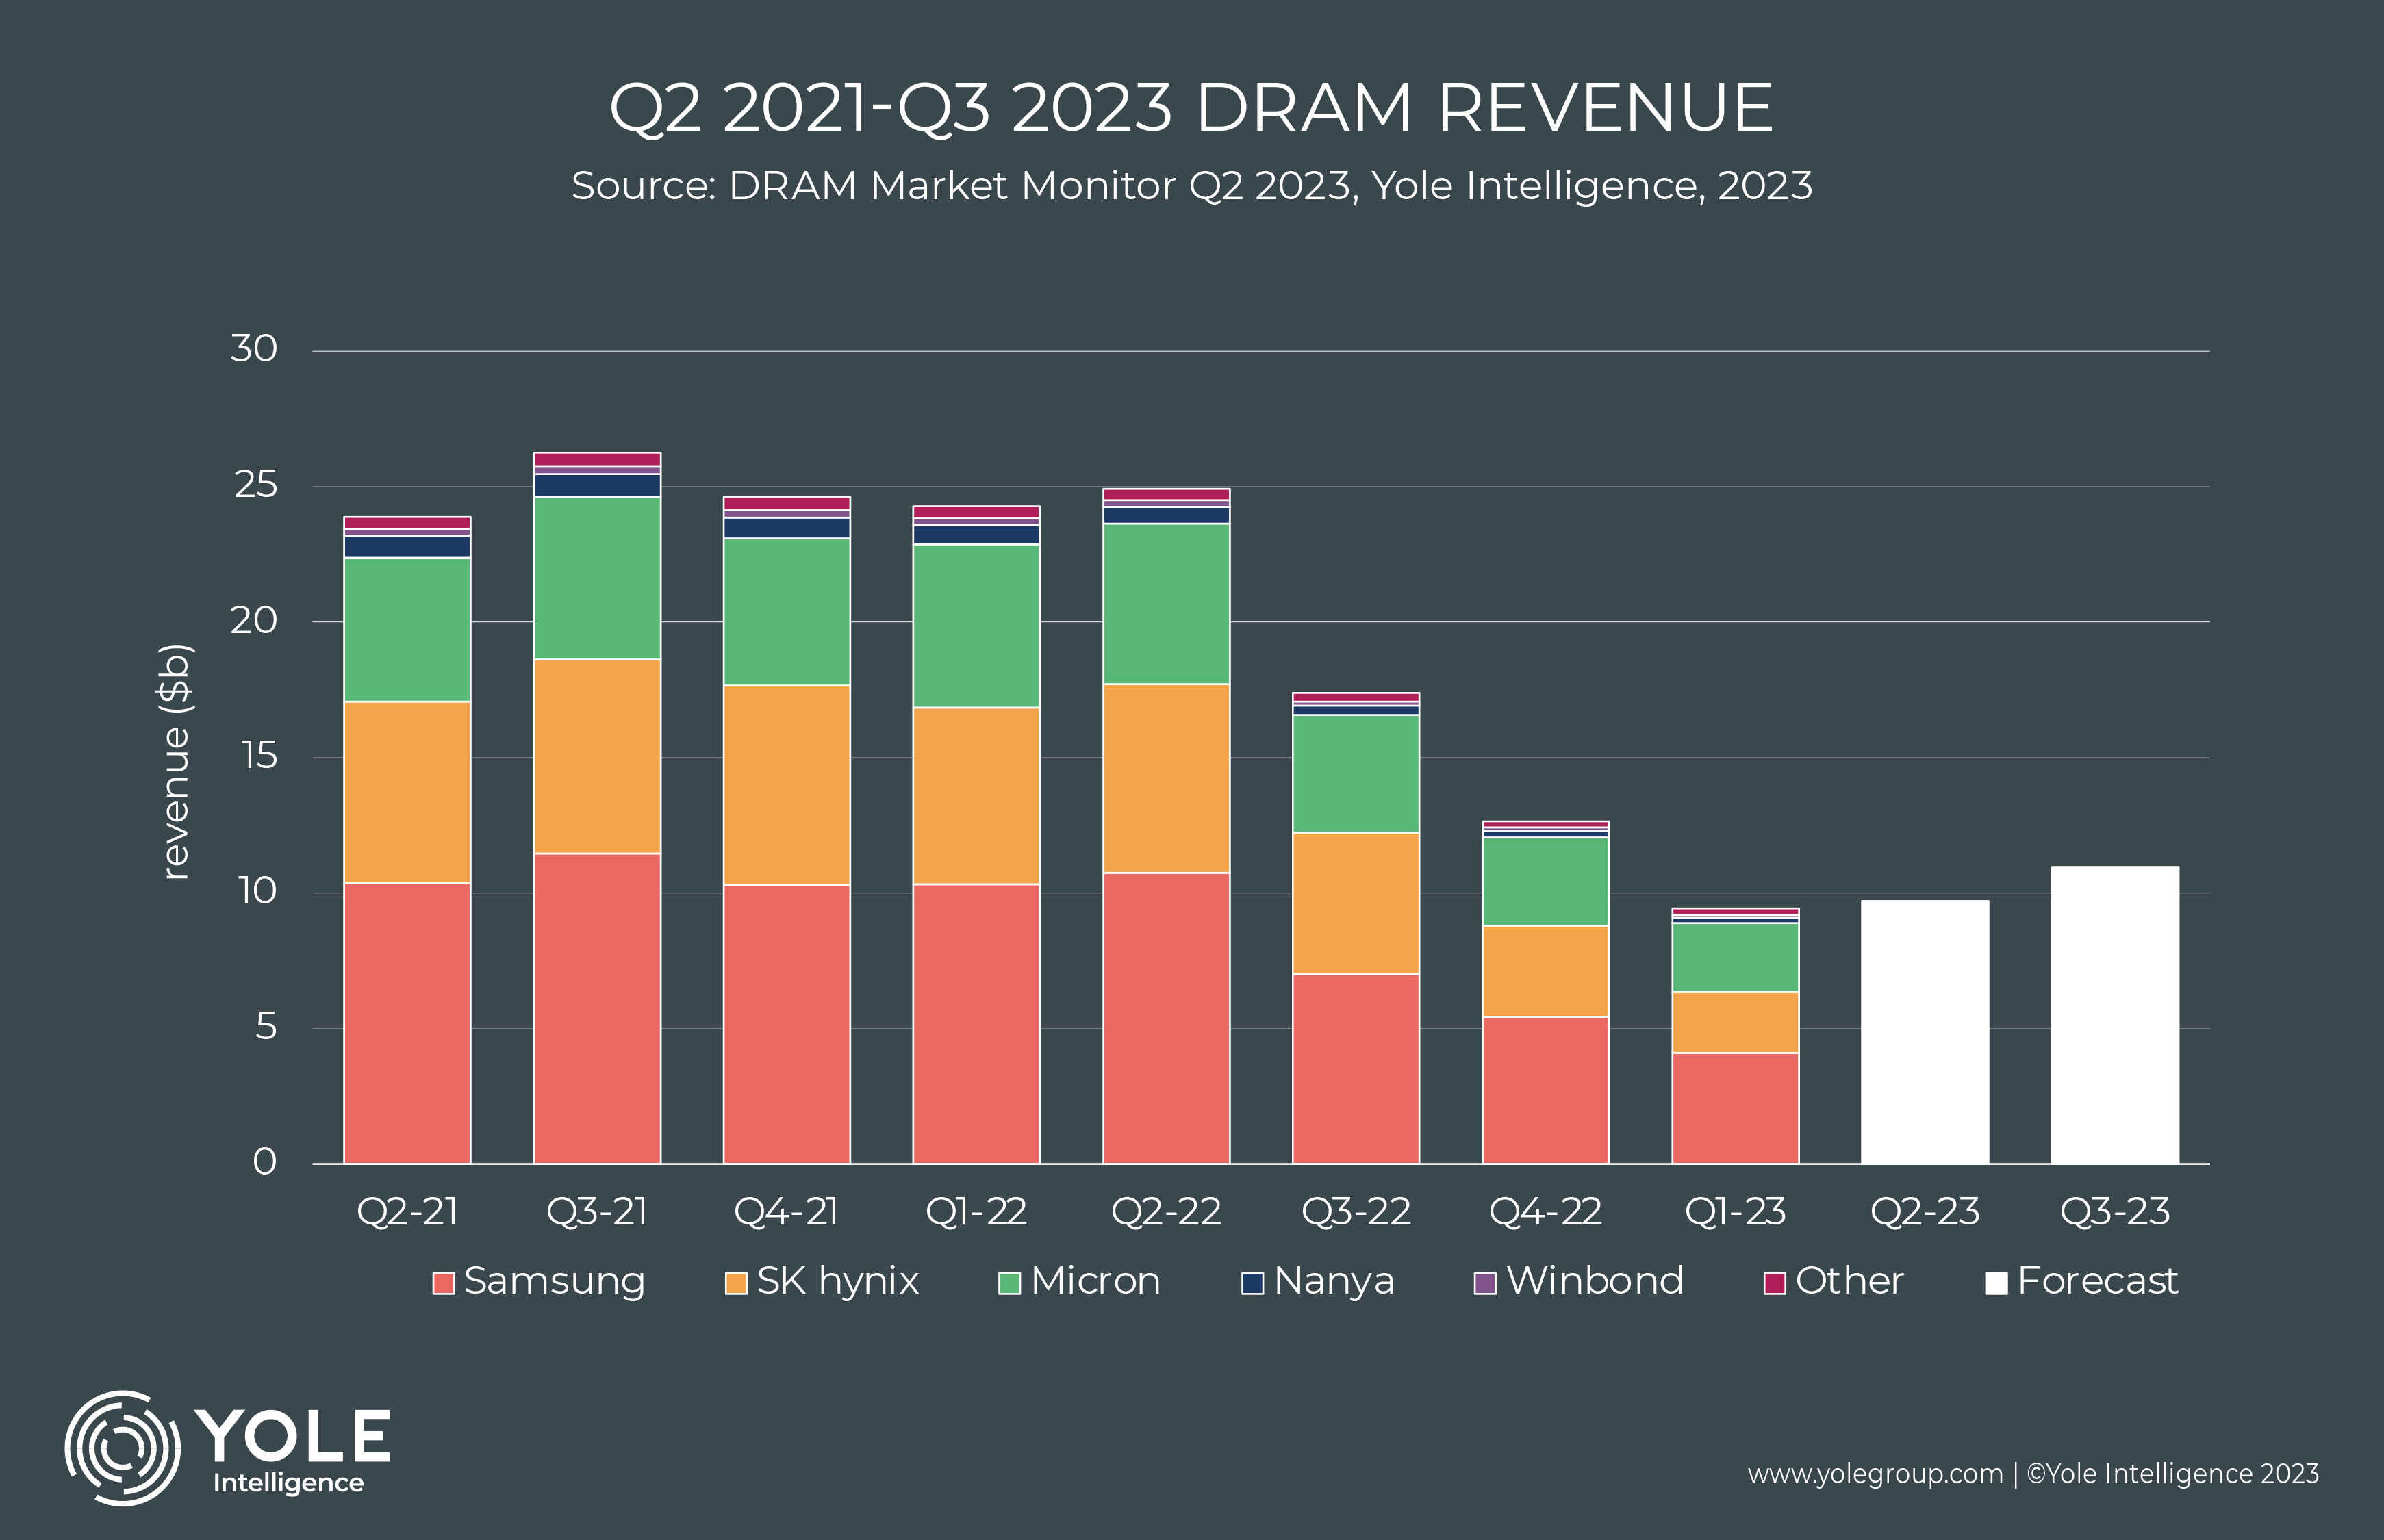 Q2 2021-Q3 2023 DRAM REVENUE
Source: DRAM Market Monitor Q2 2023, Yole Intelligence, 2023
30
25
20
15
10
5
0
revenue ($b)
Q2-21 Q3-21 Q4-21 Q1-22 Q2-22 Q3-22 Q4-22 Q1-23 Q2-23 Q3-23
Samsung SK hynix Micron Nanya Winbond Other Forecast
YOLE
Intelligence
www.yolegroup.com | ©Yole Intelligence 2023